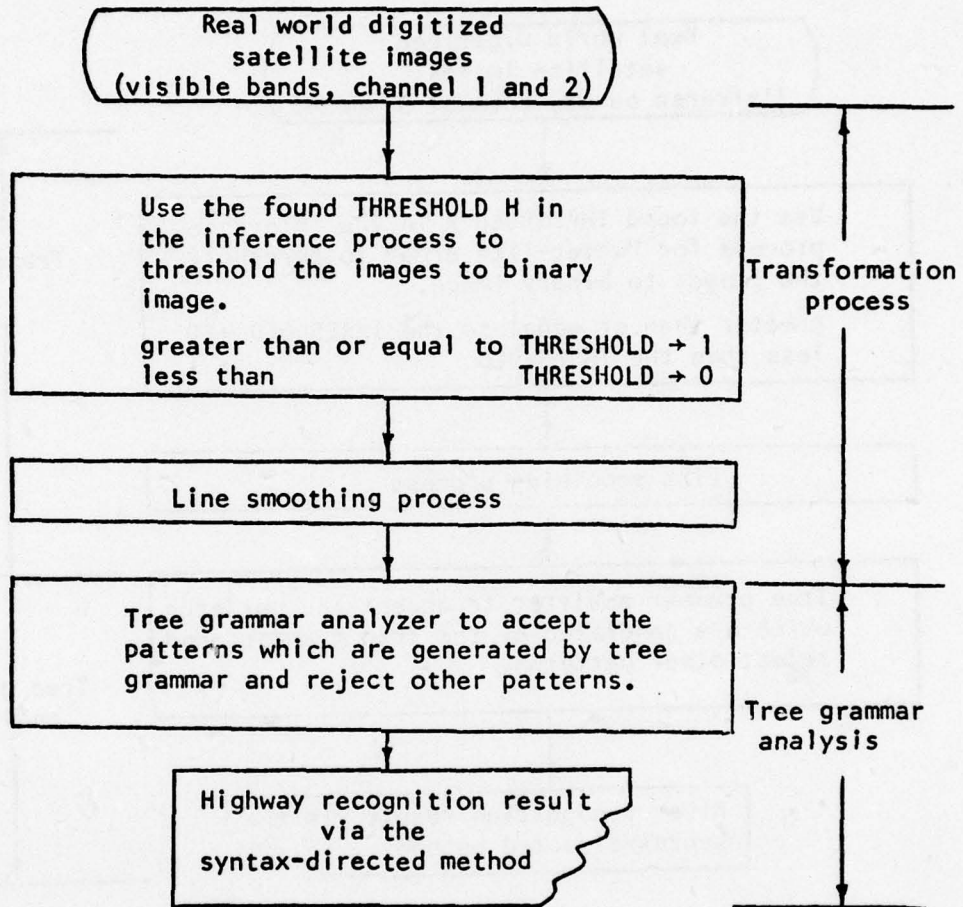 Real world digitized
satellite images
(visible bands, channel 1 and 2)
Use the found THRESHOLD H in
the inference process to
threshold the images to binary
image.
greater than or equal to THRESHOLD → 1
less than THRESHOLD → 0
Transformation
process
Line smoothing process
Tree grammar analyzer to accept the
patterns which are generated by tree
grammar and reject other patterns.
Tree grammar
analysis
Highway recognition result
via the
syntax-directed method